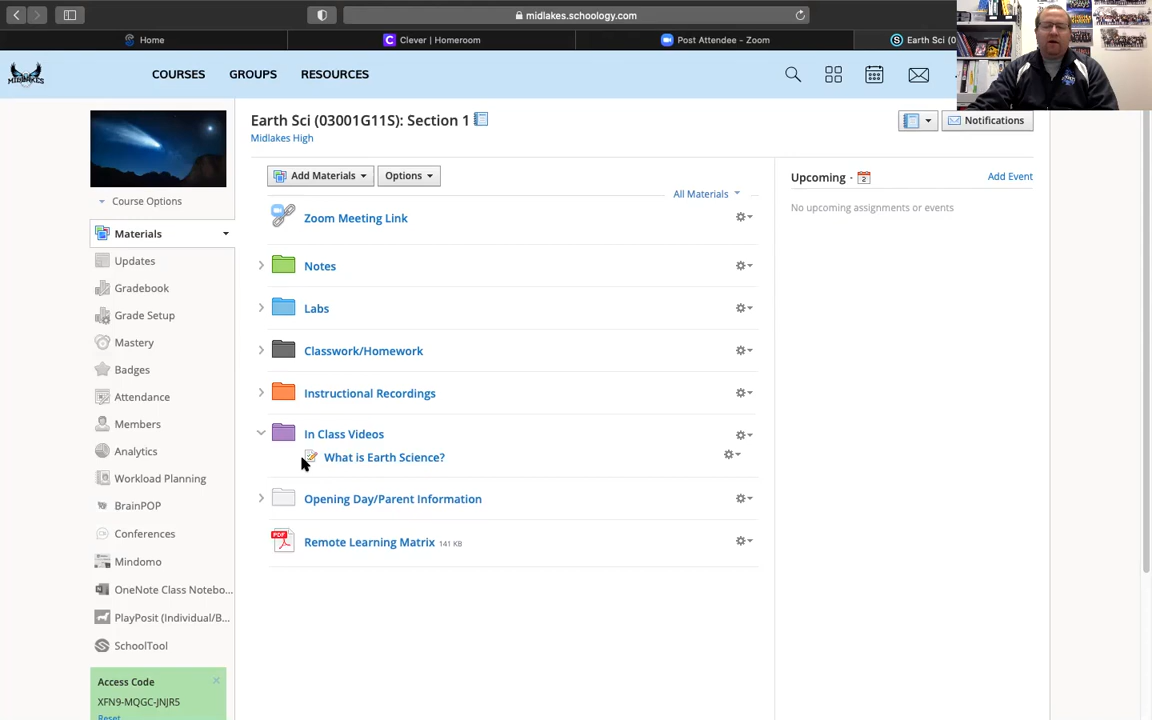 midlakes.schoology.com
Home
Clever | Homeroom
Post Attendee - Zoom
Earth Sci (0
MIDLAKES
COURSES
GROUPS
RESOURCES
Earth Sci (03001G11S): Section 1
Midlakes High
Notifications
Course Options
Materials
Updates
Gradebook
Grade Setup
Mastery
Badges
Attendance
Members
Analytics
Workload Planning
BrainPOP
Conferences
Mindomo
OneNote Class Notebo...
PlayPosit (Individual/B...
SchoolTool
Access Code
XFN9-MQGC-JNJR5
Reset
Add Materials
Options
All Materials
Zoom Meeting Link
Notes
Labs
Classwork/Homework
Instructional Recordings
In Class Videos
What is Earth Science?
Opening Day/Parent Information
PDF
Remote Learning Matrix 141 KB
Upcoming · 2
Add Event
No upcoming assignments or events